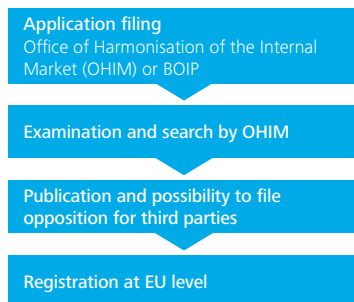 Application filing
Office of Harmonisation of the Internal
Market (OHIM) or BOIP
Examination and search by OHIM
Publication and possibility to file
opposition for third parties
Registration at EU level